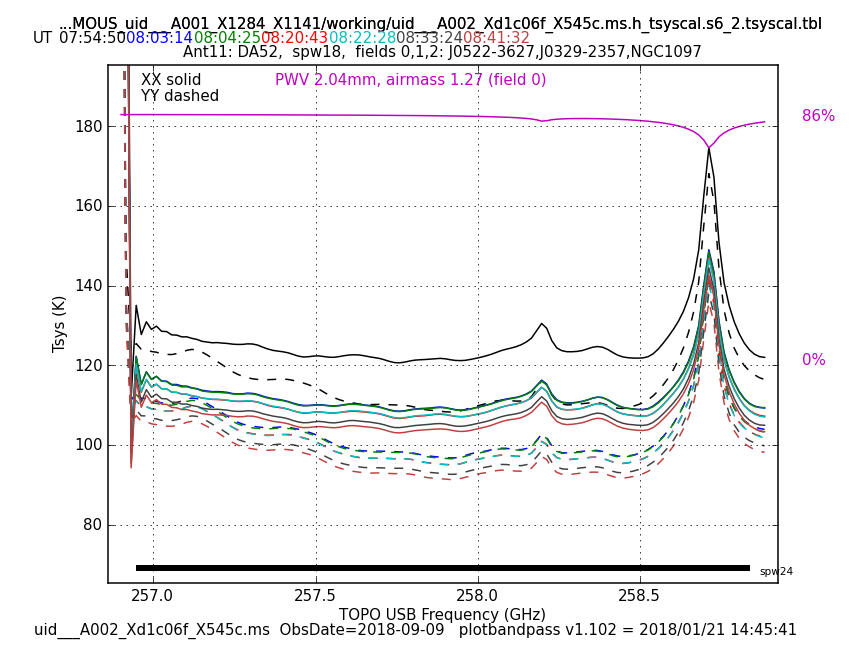 ...MOUS_uid___A001_X1284_X1141/working/uid___A002_Xd1c06f_X545c.ms.h_tsyscal.s6_2.tsyscal.tbl
UT 07:54:50 08:03:14 08:04:25 08:20:43 08:22:28 08:33:24 08:41:32
Ant11: DA52,  spw18,  fields 0,1,2: J0522-3627,J0329-2357,NGC1097
XX solid
YY dashed
PWV 2.04mm, airmass 1.27 (field 0)
86%
0%
Tsys (K)
180
160
140
120
100
80
spw24
257.0 257.5 258.0 258.5
TOPO USB Frequency (GHz)
uid___A002_Xd1c06f_X545c.ms  ObsDate=2018-09-09   plotbandpass v1.102 = 2018/01/21 14:45:41